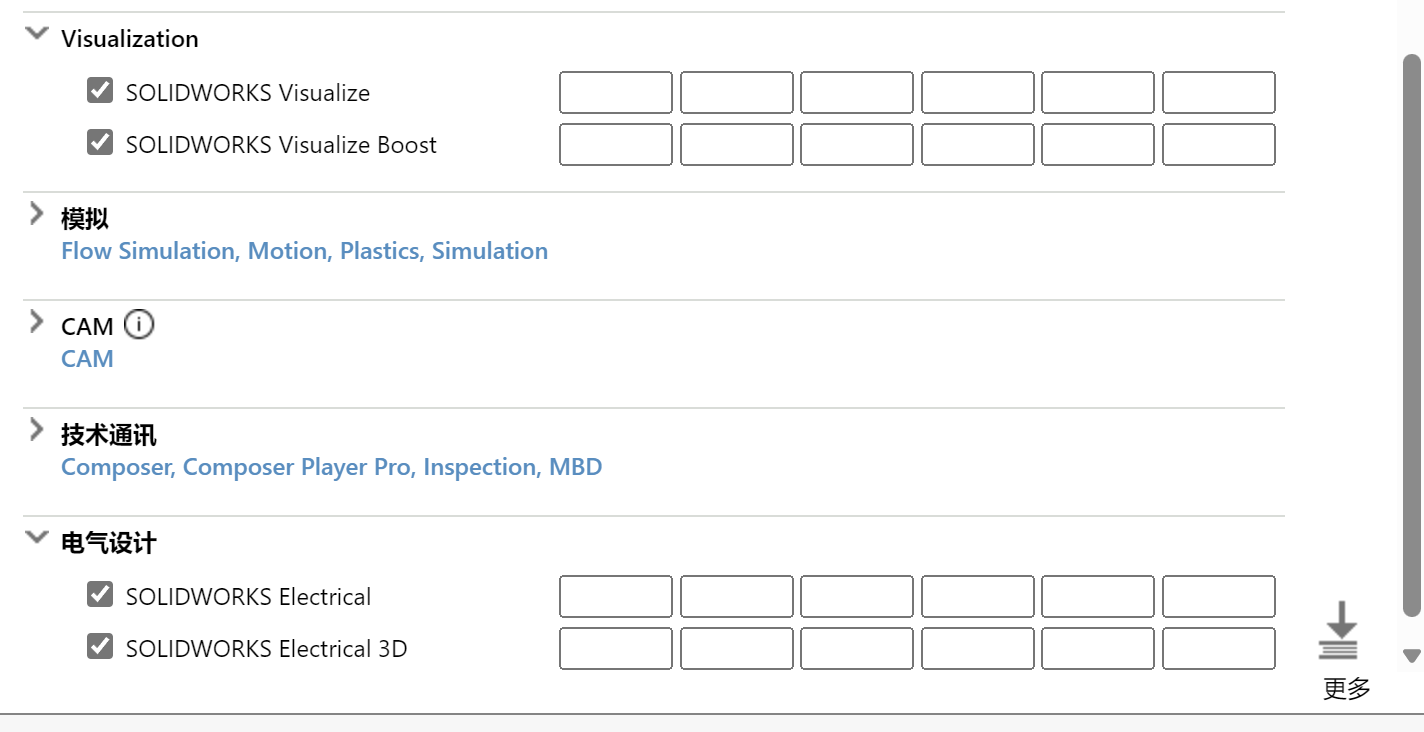 Visualization
SOLIDWORKS Visualize
SOLIDWORKS Visualize Boost
模拟
Flow Simulation, Motion, Plastics, Simulation
CAM
CAM
技术通讯
Composer, Composer Player Pro, Inspection, MBD
电气设计
SOLIDWORKS Electrical
SOLIDWORKS Electrical 3D
更多